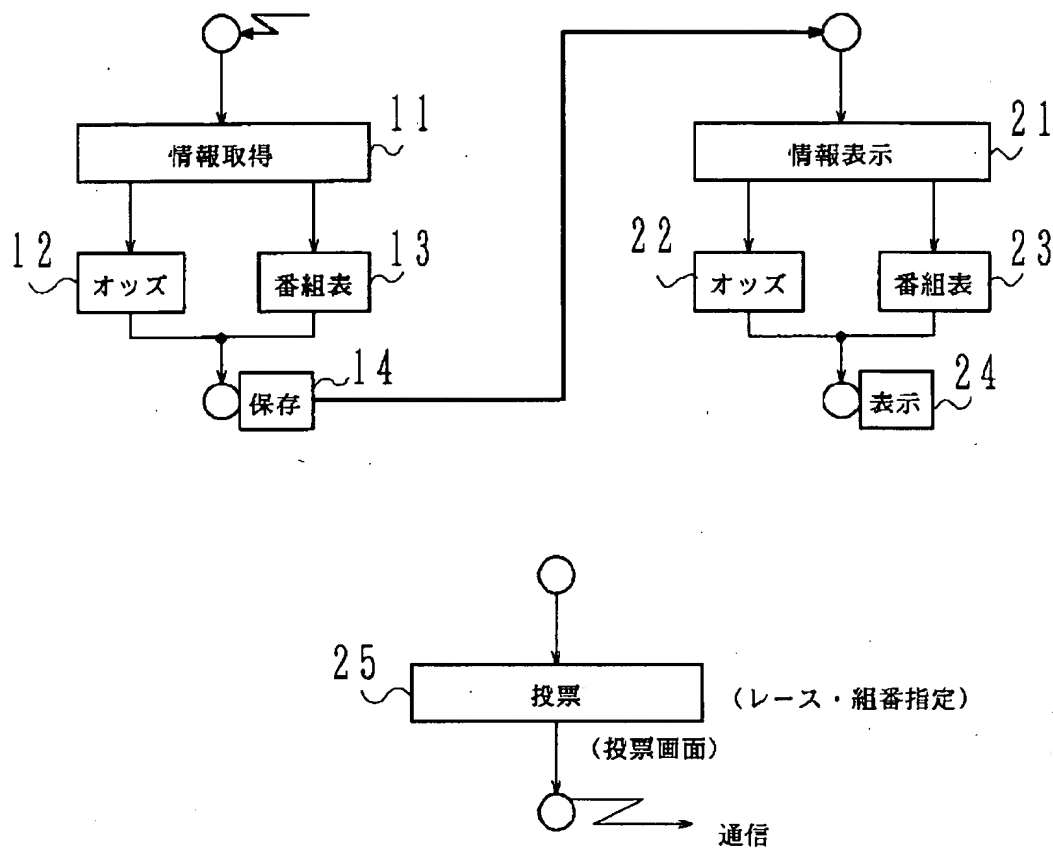 11
情報取得
12
オッズ
13
番組表
14
保存
21
情報表示
22
オッズ
23
番組表
24
表示
25
投票
(レース・組番指定)
(投票画面)
通信